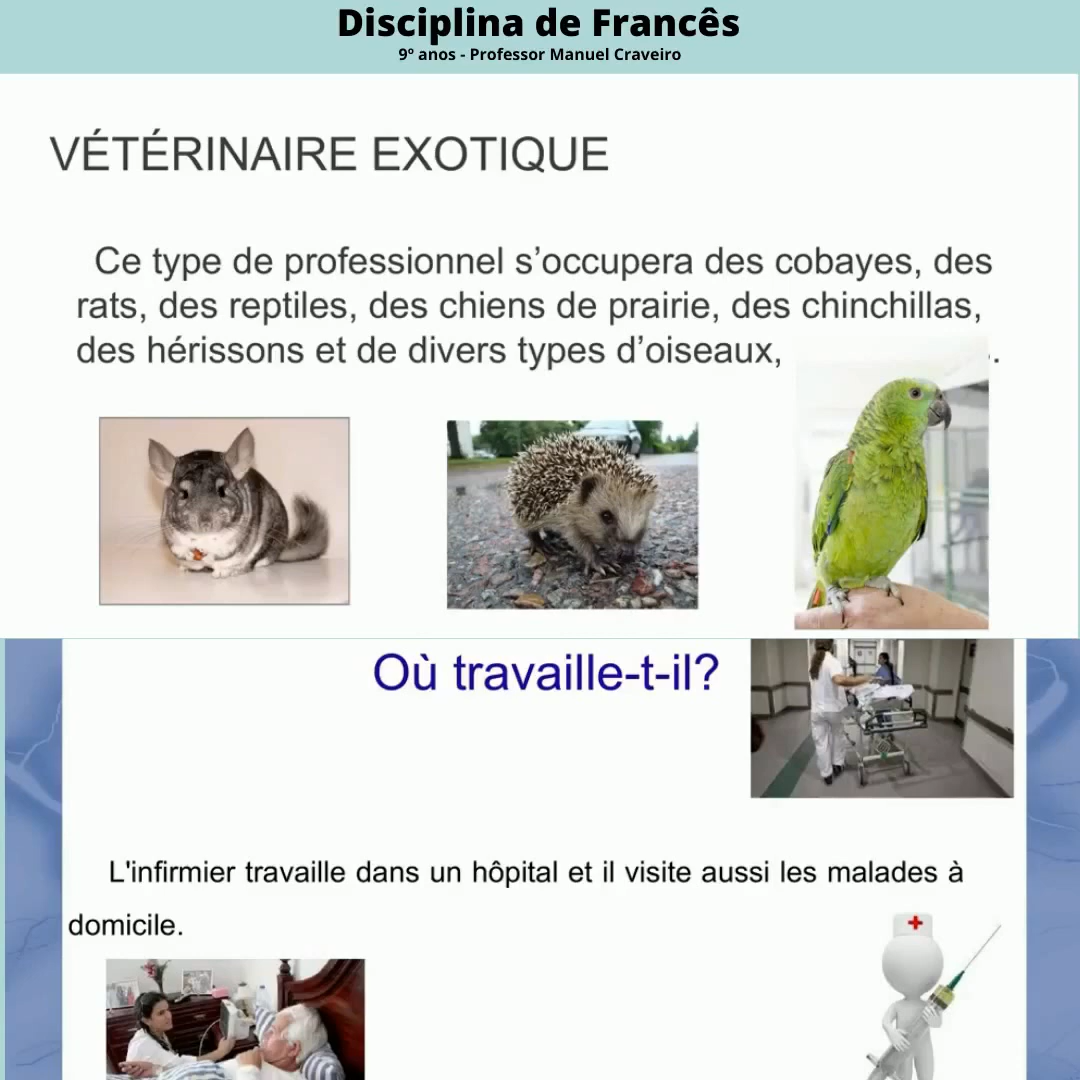 Disciplina de Francês
9º anos - Professor Manuel Craveiro
VÉTÉRINAIRE EXOTIQUE
Ce type de professionnel s’occupera des cobayes, des
rats, des reptiles, des chiens de prairie, des chinchillas,
des hérissons et de divers types d’oiseaux, .
Où travaille-t-il?
L'infirmier travaille dans un hôpital et il visite aussi les malades à
domicile.